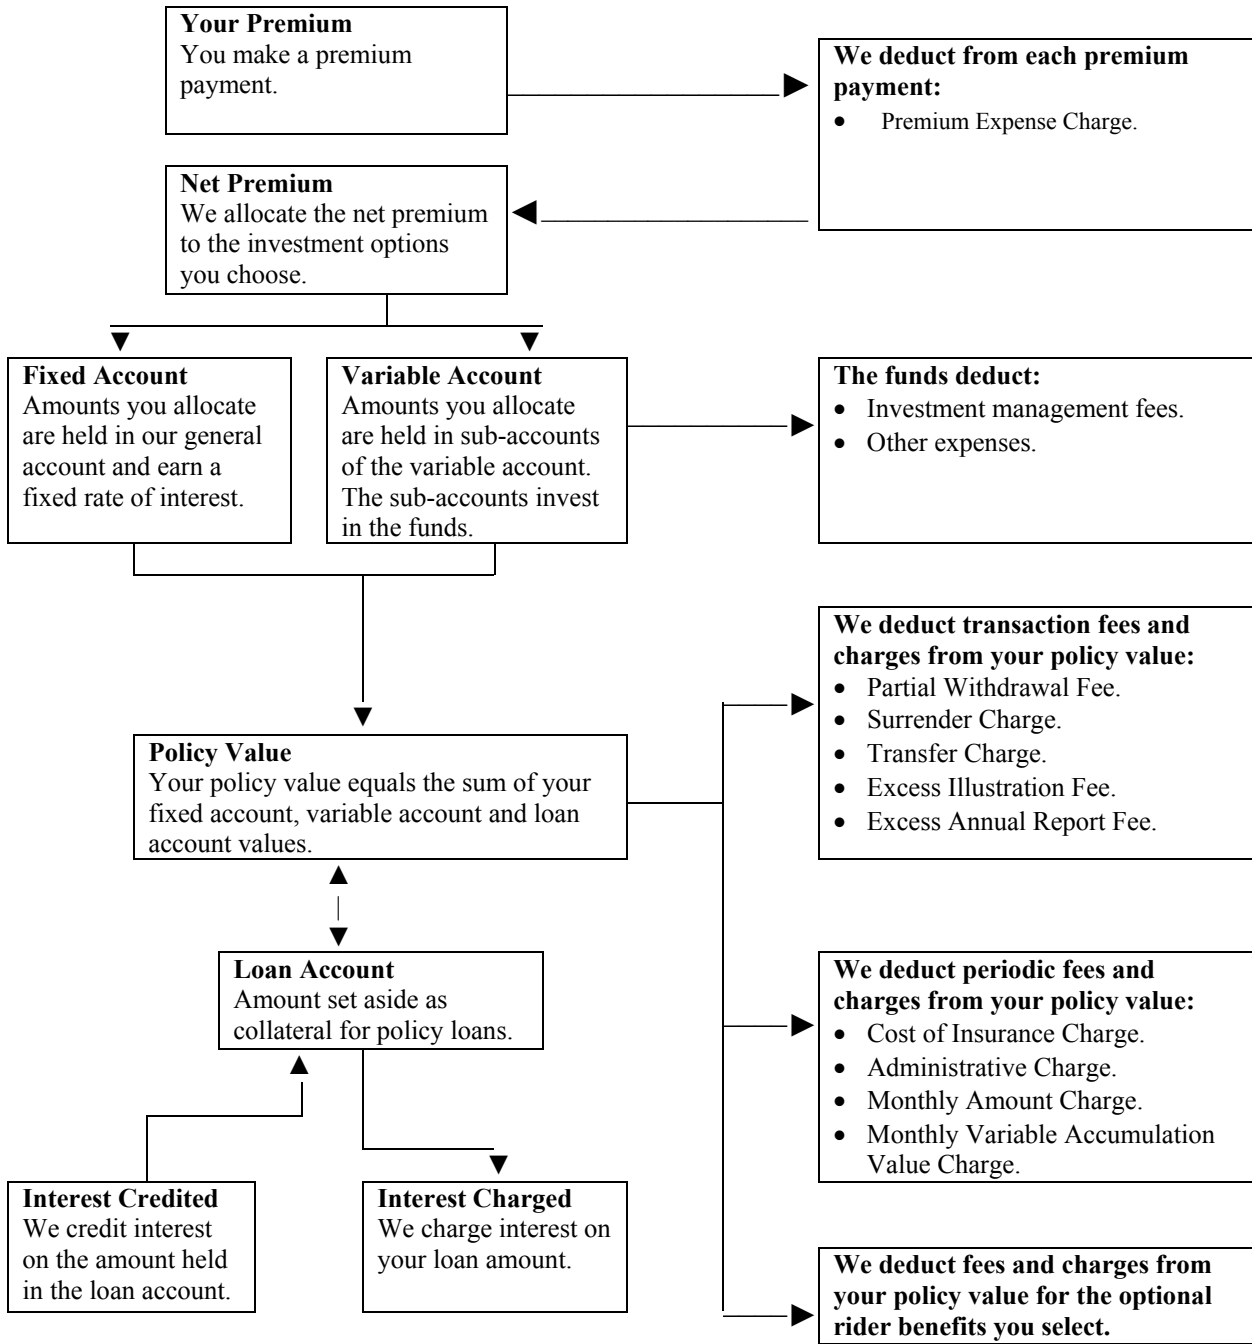 Your Premium
You make a premium
payment.
We deduct from each premium
payment:
• Premium Expense Charge.
Net Premium
We allocate the net premium
to the investment options
you choose.
Fixed Account
Amounts you allocate
are held in our general
account and earn a
fixed rate of interest.
Variable Account
Amounts you allocate
are held in sub-accounts
of the variable account.
The sub-accounts invest
in the funds.
The funds deduct:
• Investment management fees.
• Other expenses.
We deduct transaction fees and
charges from your policy value:
• Partial Withdrawal Fee.
• Surrender Charge.
• Transfer Charge.
• Excess Illustration Fee.
• Excess Annual Report Fee.
Policy Value
Your policy value equals the sum of your
fixed account, variable account and loan
account values.
Loan Account
Amount set aside as
collateral for policy loans.
We deduct periodic fees and
charges from your policy value:
• Cost of Insurance Charge.
• Administrative Charge.
• Monthly Amount Charge.
• Monthly Variable Accumulation
Value Charge.
Interest Credited
We credit interest
on the amount held
in the loan account.
Interest Charged
We charge interest on
your loan amount.
We deduct fees and charges from
your policy value for the optional
rider benefits you select.